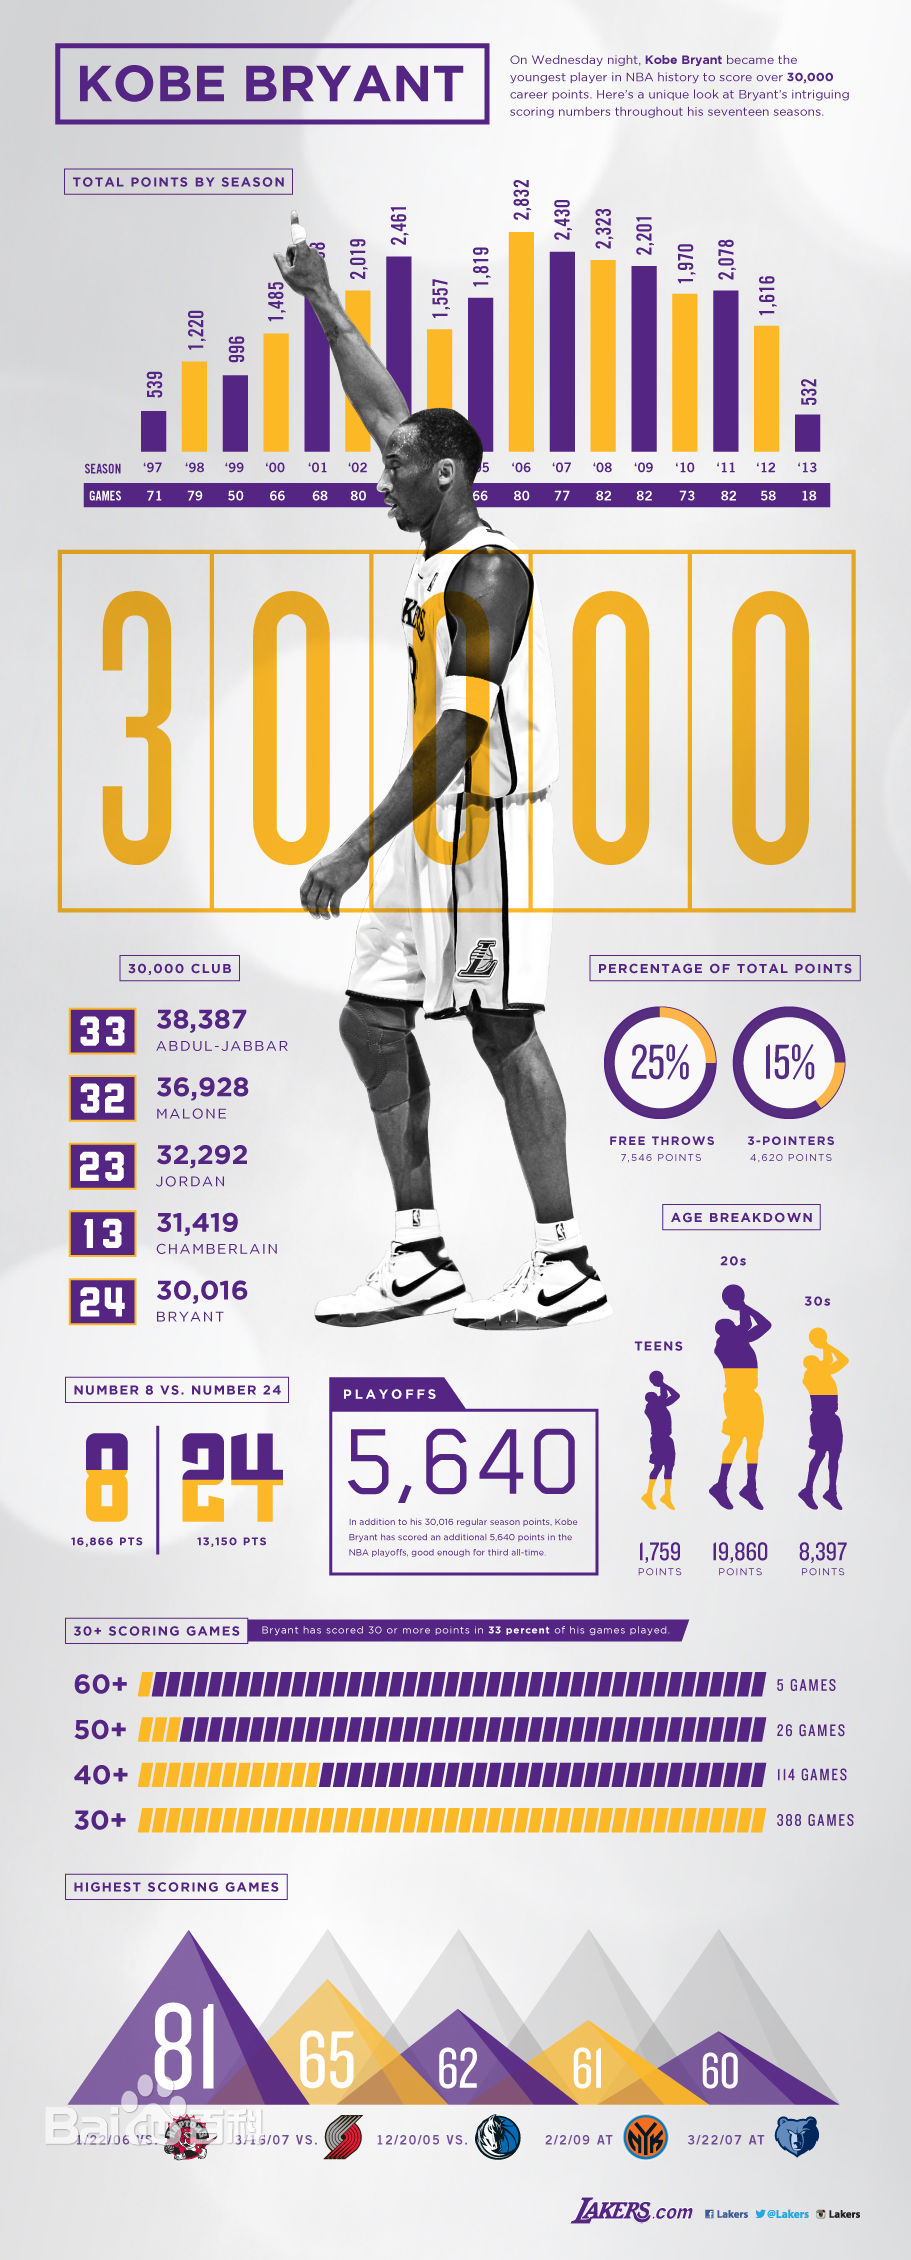 KOBE BRYANT
On Wednesday night, Kobe Bryant became the
youngest player in NBA history to score over 30,000
career points. Here's a unique look at Bryant's intriguing
scoring numbers throughout his seventeen seasons.
TOTAL POINTS BY SEASON
539 1,220 996 1,485 2,019 2,461 1,557 1,819 2,832 2,430 2,323 2,201 1,970 2,078 1,616 532
SEASON '97 '98 '99 '00 '01 '02 '06 '07 '08 '09 '10 '11 '12 '13
GAMES 71 79 50 66 68 80 66 80 77 82 82 73 82 58 18
30000
30,000 CLUB
33 38,387
ABDUL-JABBAR
32 36,928
MALONE
23 32,292
JORDAN
13 31,419
CHAMBERLAIN
24 30,016
BRYANT
PERCENTAGE OF TOTAL POINTS
25% 15%
FREE THROWS 3-POINTERS
7,546 POINTS 4,620 POINTS
AGE BREAKDOWN
20s
30s
TEENS
1,759 19,860 8,397
POINTS POINTS POINTS
NUMBER 8 VS. NUMBER 24
8 24
16,866 PTS 13,150 PTS
PLAYOFFS
5,640
In addition to his 30,016 regular season points, Kobe
Bryant has scored an additional 5,640 points in the
NBA playoffs, good enough for third all-time.
30+ SCORING GAMES Bryant has scored 30 or more points in 33 percent of his games played.
60+ 5 GAMES
50+ 26 GAMES
40+ 114 GAMES
30+ 388 GAMES
HIGHEST SCORING GAMES
81 65 62 61 60
Bai百科
1/22/06 VS. 3/16/07 VS. 12/20/05 VS. 2/2/09 AT 3/22/07 AT
LAKERS.com Lakers @Lakers Lakers